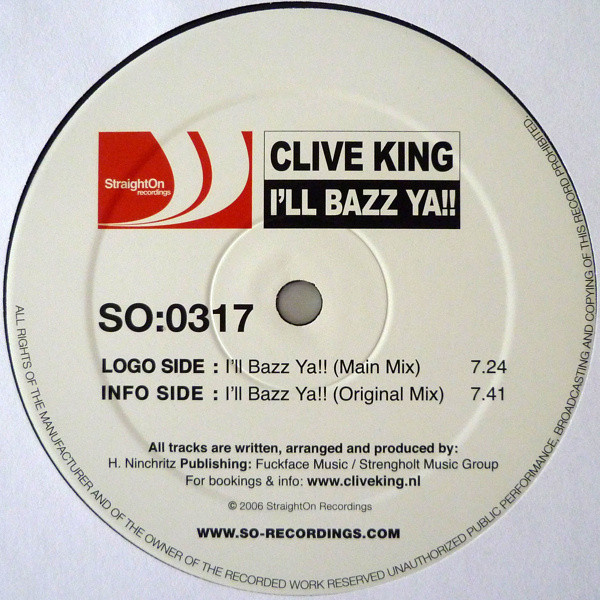 StraightOn
recordings
CLIVE KING
I'LL BAZZ YA!!
SO:0317
LOGO SIDE : I'll Bazz Ya!! (Main Mix) 7.24
INFO SIDE : I'll Bazz Ya!! (Original Mix) 7.41
All tracks are written, arranged and produced by:
H. Ninchritz Publishing: Fuckface Music / Strengholt Music Group
For bookings & info: www.cliveking.nl
© 2006 StraightOn Recordings
WWW.SO-RECORDINGS.COM
ALL RIGHTS OF THE MANUFACTURER AND OF THE OWNER OF THE RECORDED WORK RESERVED UNAUTHORIZED PUBLIC PERFORMANCE, BROADCASTING AND COPYING OF THIS RECORD PROHIBITED.